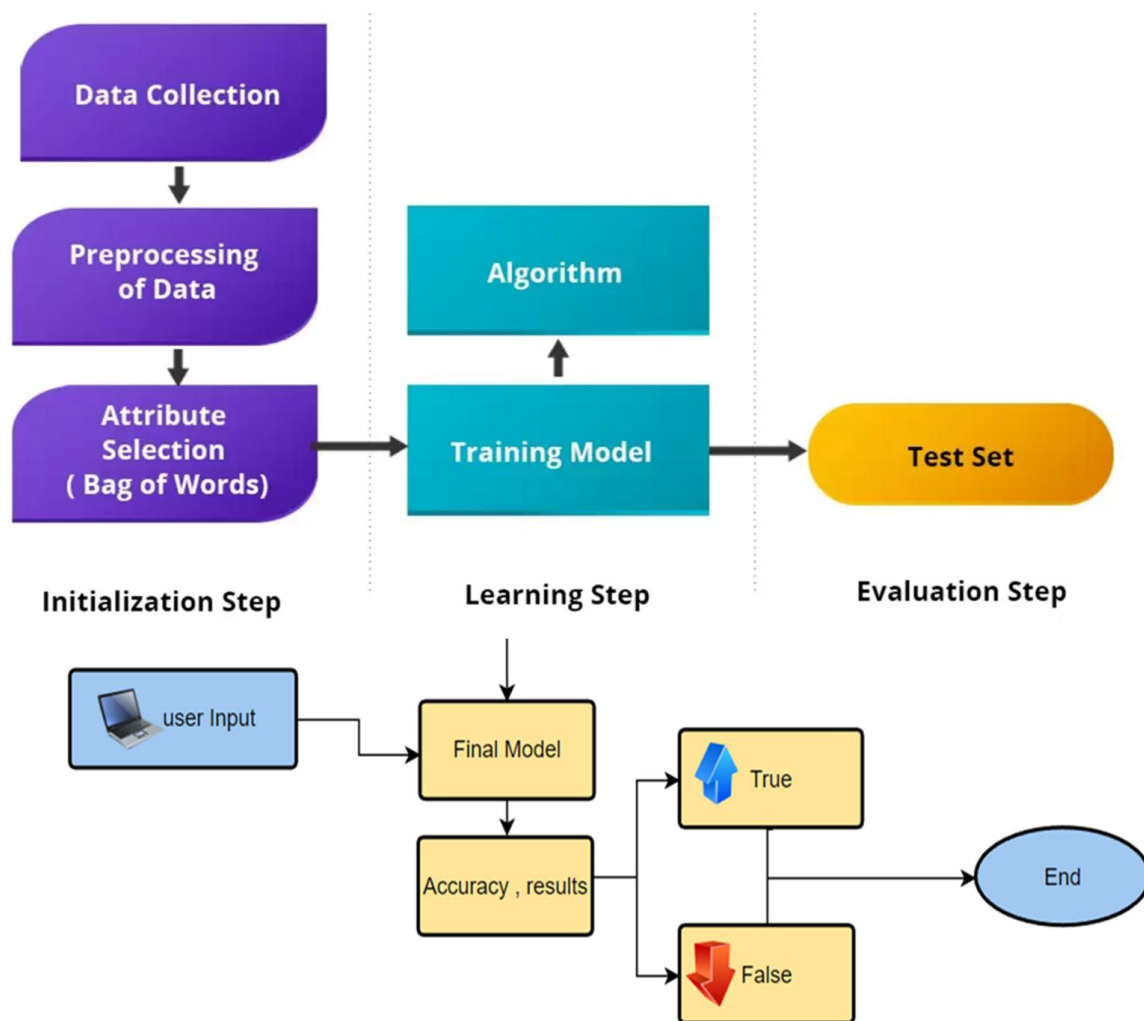 Data Collection
Preprocessing
of Data
Attribute
Selection
( Bag of Words)
Algorithm
Training Model
Test Set
Initialization Step
Learning Step
Evaluation Step
user Input
Final Model
Accuracy , results
True
False
End